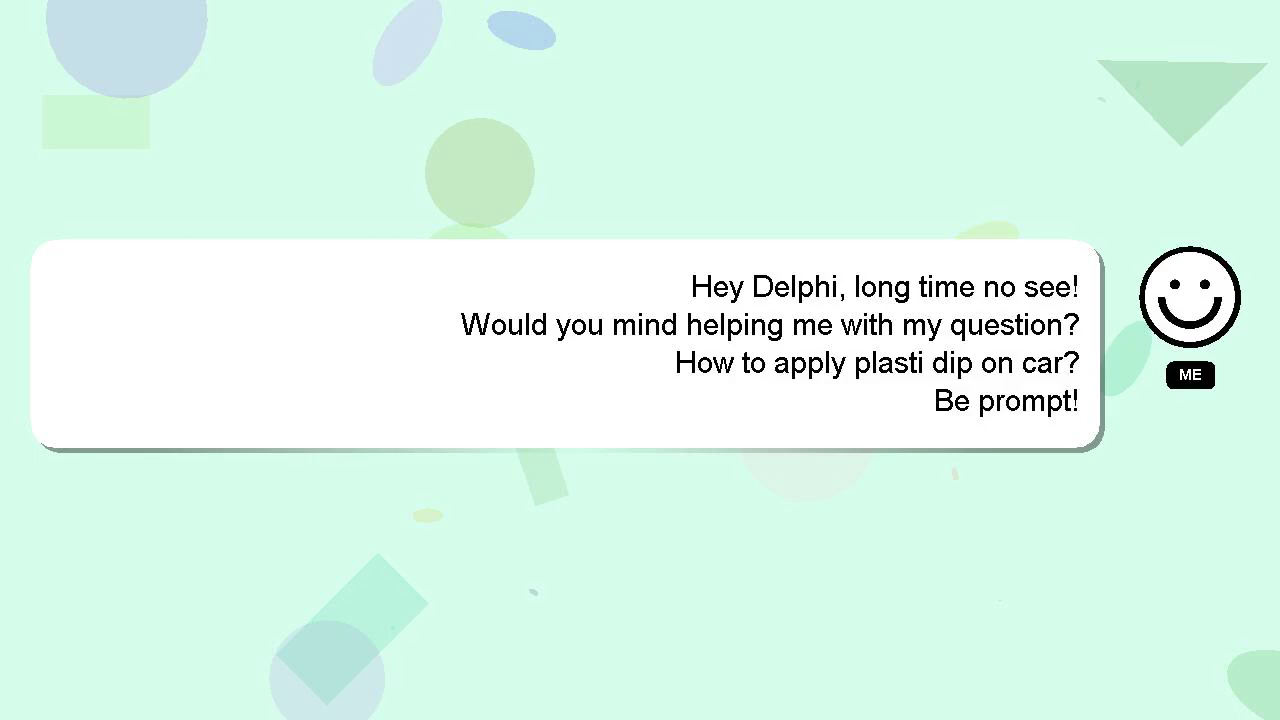 Hey Delphi, long time no see!
Would you mind helping me with my question?
How to apply plasti dip on car?
Be prompt!
ME